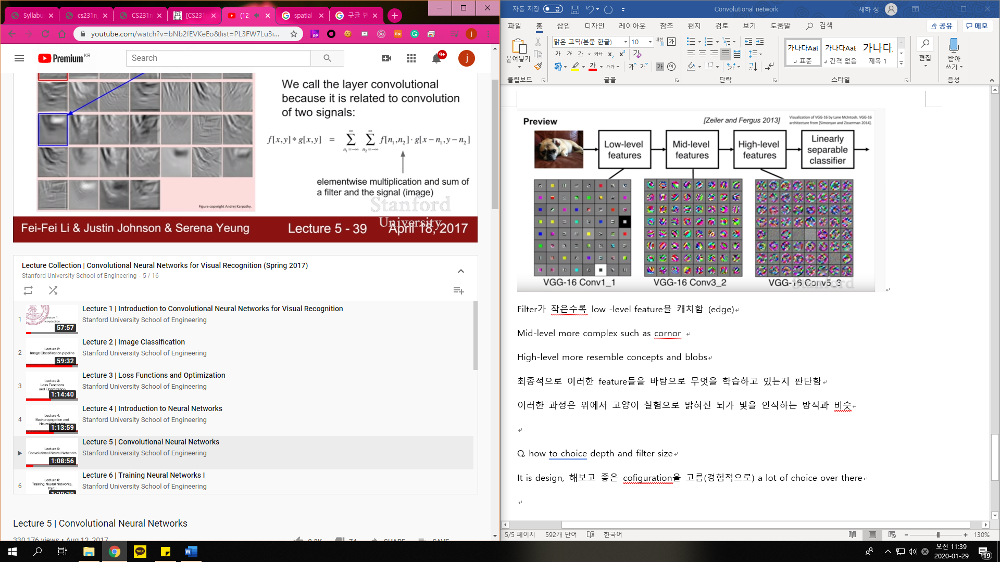 Syllabu
cs231n
CS231n
[CS231
(12
spatial
구글 번
youtube.com/watch?v=bNb2fEVKeEo&list=PL3FW7Lu3i...
Premium KR
Search
9+
j
We call the layer convolutional
because it is related to convolution
of two signals:
f[x,y]*g[x,y] = ∑ ∑ f[n₁,n₂]·g[x−n₁,y−n₂]
n₁=−∞ n₂=−∞
elementwise multiplication and sum of
a filter and the signal (image)
Figure copyright Andrej Karpathy.
Stanford
University
Fei-Fei Li & Justin Johnson & Serena Yeung Lecture 5 - 39 April 18, 2017
Lecture Collection | Convolutional Neural Networks for Visual Recognition (Spring 2017)
Stanford University School of Engineering - 5 / 16
1
57:57
Lecture 1 | Introduction to Convolutional Neural Networks for Visual Recognition
Stanford University School of Engineering
2
Lecture 2:
Image Classification pipeline
59:32
Lecture 2 | Image Classification
Stanford University School of Engineering
3
Lecture 3:
Loss Functions
and Optimization
1:14:40
Lecture 3 | Loss Functions and Optimization
Stanford University School of Engineering
4
Lecture 4:
Backpropagation and
1:13:59
Lecture 4 | Introduction to Neural Networks
Stanford University School of Engineering
Lecture 5:
Convolutional Neural Networks
1:08:56
Lecture 5 | Convolutional Neural Networks
Stanford University School of Engineering
6
Lecture 6:
Training Neural Networks,
Part I
Lecture 6 | Training Neural Networks I
Stanford University School of Engineering
Lecture 5 | Convolutional Neural Networks
330,176 views • Aug 12, 2017
SHARE SAVE
자동 저장 끔
Convolutional network
새하 정
파일 홈 삽입 디자인 레이아웃 참조 편지 검토 보기 도움말 검색
공유 메모
붙여넣기
맑은 고딕(본문 한글) 10
가나다AaB 가나다AaB 가나다
표준 간격 없음 제목 1
편집
받아
쓰기
클립보드 글꼴 단락 스타일 음성
Preview
[Zeiler and Fergus 2013]
Visualization of VGG-16 by Lane McIntosh. VGG-16
architecture from [Simonyan and Zisserman 2014].
Low-level
features
Mid-level
features
High-level
features
Linearly
separable
classifier
VGG-16 Conv1_1
VGG-16 Conv3_2
VGG-16 Conv5_3
Stanford
Filter가 작은수록 low -level feature을 캐치함 (edge)
Mid-level more complex such as cornor
High-level more resemble concepts and blobs
최종적으로 이러한 feature들을 바탕으로 무엇을 학습하고 있는지 판단함
이러한 과정은 위에서 고양이 실험으로 밝혀진 뇌가 빛을 인식하는 방식과 비슷
Q. how to choice depth and filter size
It is design, 해보고 좋은 cofiguration을 고름(경험적으로) a lot of choice over there
5/5 페이지 592개 단어 한국어
130%
TALK
오전 11:39
2020-01-29
19